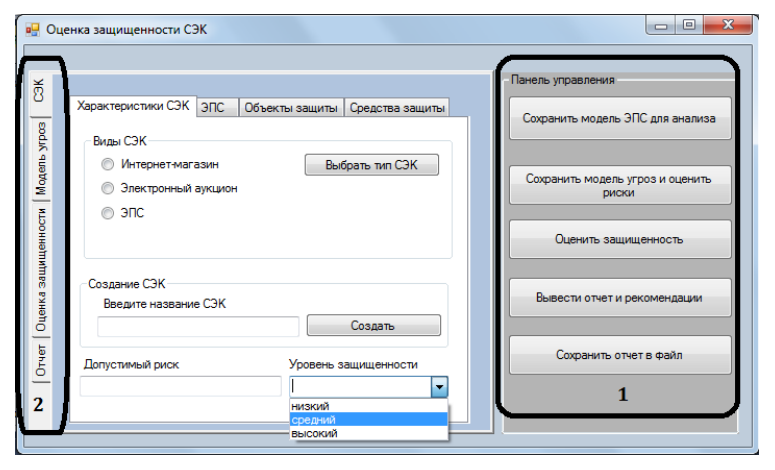 Оценка защищенности СЭК
СЭК
Модель угроз
Оценка защищенности
Отчет
2
Характеристики СЭК
ЭПС
Объекты защиты
Средства защиты
Виды СЭК
Интернет-магазин
Выбрать тип СЭК
Электронный аукцион
ЭПС
Создание СЭК
Введите название СЭК
Создать
Допустимый риск
Уровень защищенности
низкий
средний
высокий
Панель управления
Сохранить модель ЭПС для анализа
Сохранить модель угроз и оценить
риски
Оценить защищенность
Вывести отчет и рекомендации
Сохранить отчет в файл
1